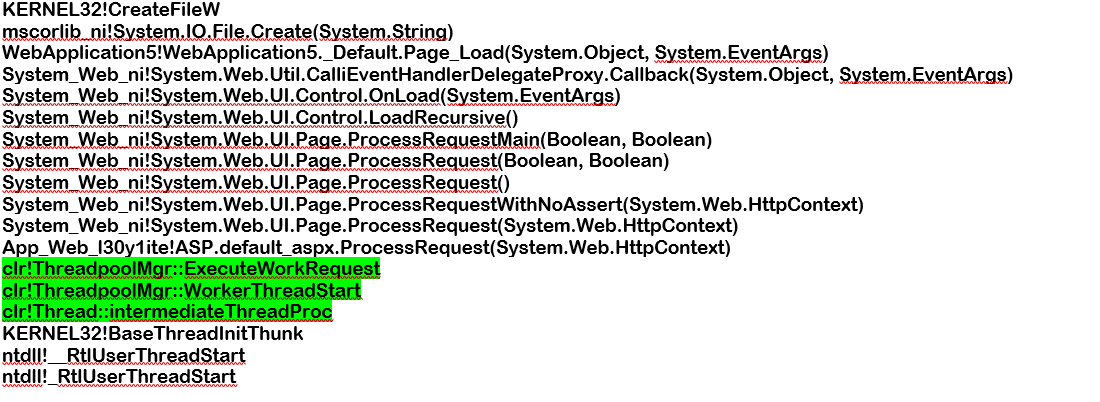 KERNEL32!CreateFileW
mscorlib_ni!System.IO.File.Create(System.String)
WebApplication5!WebApplication5._Default.Page_Load(System.Object, System.EventArgs)
System_Web_ni!System.Web.Util.CalliEventHandlerDelegateProxy.Callback(System.Object, System.EventArgs)
System_Web_ni!System.Web.UI.Control.OnLoad(System.EventArgs)
System_Web_ni!System.Web.UI.Control.LoadRecursive()
System_Web_ni!System.Web.UI.Page.ProcessRequestMain(Boolean, Boolean)
System_Web_ni!System.Web.UI.Page.ProcessRequest(Boolean, Boolean)
System_Web_ni!System.Web.UI.Page.ProcessRequest()
System_Web_ni!System.Web.UI.Page.ProcessRequestWithNoAssert(System.Web.HttpContext)
System_Web_ni!System.Web.UI.Page.ProcessRequest(System.Web.HttpContext)
App_Web_l30y1ite!ASP.default_aspx.ProcessRequest(System.Web.HttpContext)
clr!ThreadpoolMgr::ExecuteWorkRequest
clr!ThreadpoolMgr::WorkerThreadStart
clr!Thread::intermediateThreadProc
KERNEL32!BaseThreadInitThunk
ntdll!__RtlUserThreadStart
ntdll!_RtlUserThreadStart